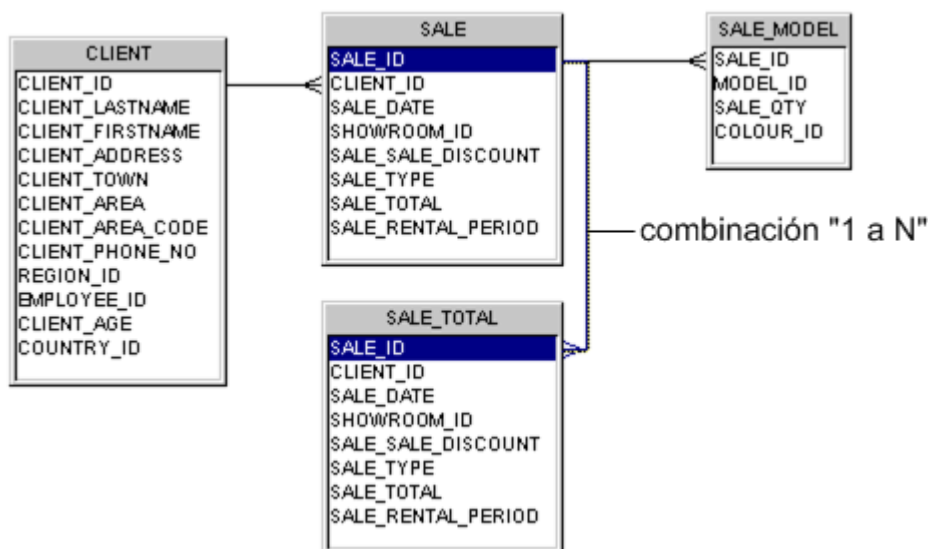 CLIENT
CLIENT_ID
CLIENT_LASTNAME
CLIENT_FIRSTNAME
CLIENT_ADDRESS
CLIENT_TOWN
CLIENT_AREA
CLIENT_AREA_CODE
CLIENT_PHONE_NO
REGION_ID
EMPLOYEE_ID
CLIENT_AGE
COUNTRY_ID
SALE
SALE_ID
CLIENT_ID
SALE_DATE
SHOWROOM_ID
SALE_SALE_DISCOUNT
SALE_TYPE
SALE_TOTAL
SALE_RENTAL_PERIOD
SALE_MODEL
SALE_ID
MODEL_ID
SALE_QTY
COLOUR_ID
combinación "1 a N"
SALE_TOTAL
SALE_ID
CLIENT_ID
SALE_DATE
SHOWROOM_ID
SALE_SALE_DISCOUNT
SALE_TYPE
SALE_TOTAL
SALE_RENTAL_PERIOD